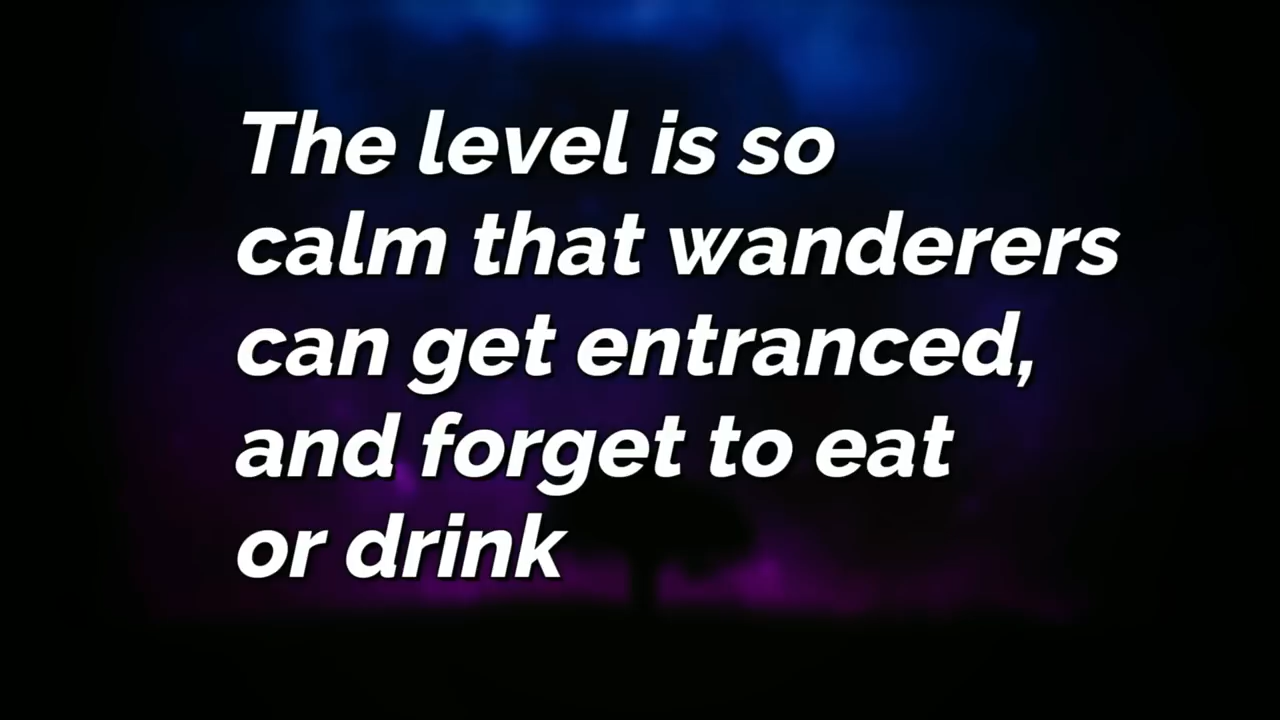 The level is so
calm that wanderers
can get entranced,
and forget to eat
or drink